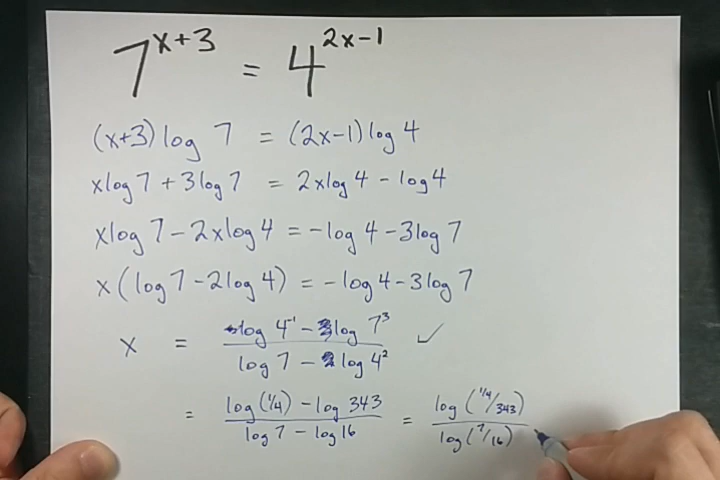 7^(x+3) = 4^(2x-1)
(x+3) log 7 = (2x-1) log 4
x log 7 + 3 log 7 = 2x log 4 - log 4
x log 7 - 2x log 4 = - log 4 - 3 log 7
x (log 7 - 2 log 4) = - log 4 - 3 log 7
x = (log 4^-1 - log 7^3) / (log 7 - log 4^2) ✓
= (log (1/4) - log 343) / (log 7 - log 16) = log (1/4 / 343) / log (7/16)